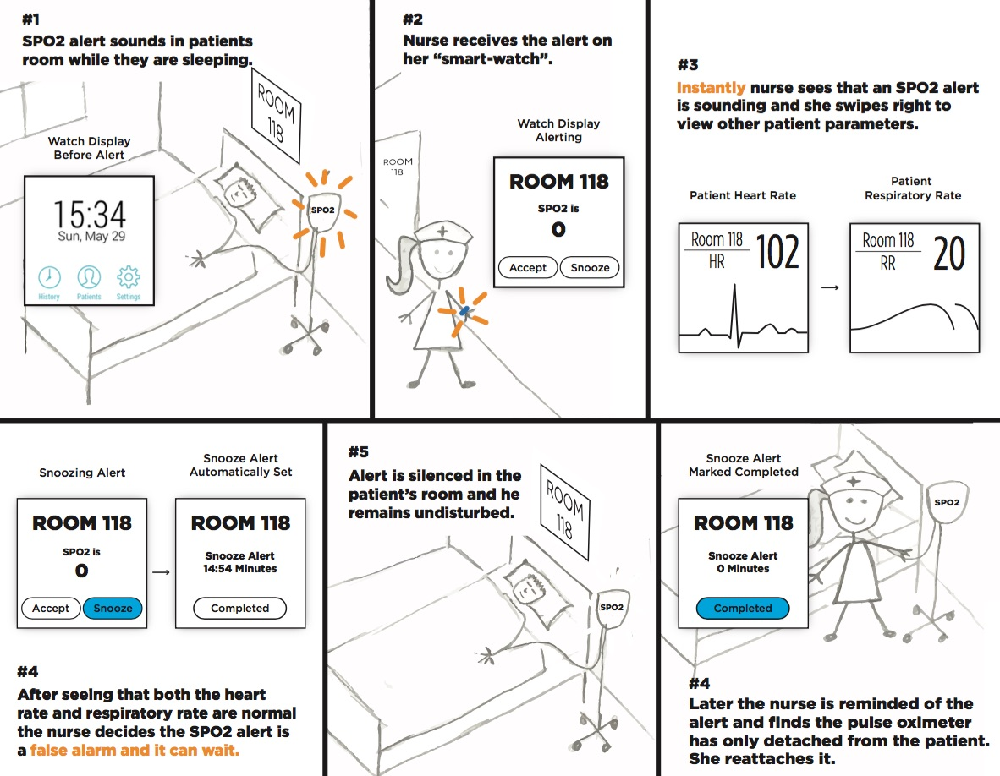 #1
SPO2 alert sounds in patients
room while they are sleeping.
ROOM
118
Watch Display
Before Alert
15:34
Sun, May 29
History Patients Settings
SPO2
#2
Nurse receives the alert on
her “smart-watch”.
Watch Display
Alerting
ROOM
118
ROOM 118
SPO2 is
0
Accept Snooze
#3
Instantly nurse sees that an SPO2 alert
is sounding and she swipes right to
view other patient parameters.
Patient Heart Rate
Room 118
HR
102
Patient
Respiratory Rate
Room 118
RR
20
Snoozing Alert
ROOM 118
SPO2 is
0
Accept Snooze
Snooze Alert
Automatically Set
ROOM 118
Snooze Alert
14:54 Minutes
Completed
#4
After seeing that both the heart
rate and respiratory rate are normal
the nurse decides the SPO2 alert is
a false alarm and it can wait.
#5
Alert is silenced in the
patient’s room and he
remains undisturbed.
ROOM
118
SPO2
Snooze Alert
Marked Completed
ROOM 118
Snooze Alert
0 Minutes
Completed
SPO2
#4
Later the nurse is reminded of the
alert and finds the pulse oximeter
has only detached from the patient.
She reattaches it.